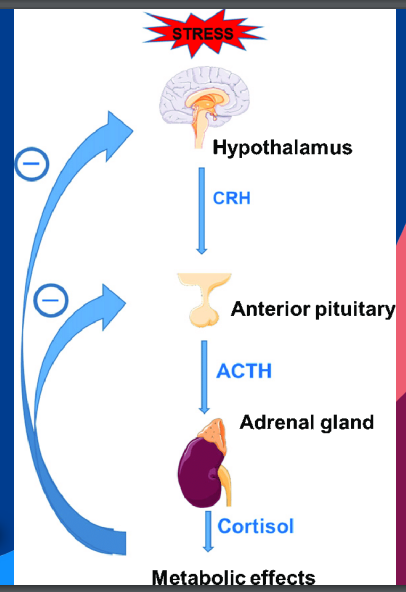 STRESS
Hypothalamus
CRH
Anterior pituitary
ACTH
Adrenal gland
Cortisol
Metabolic effects